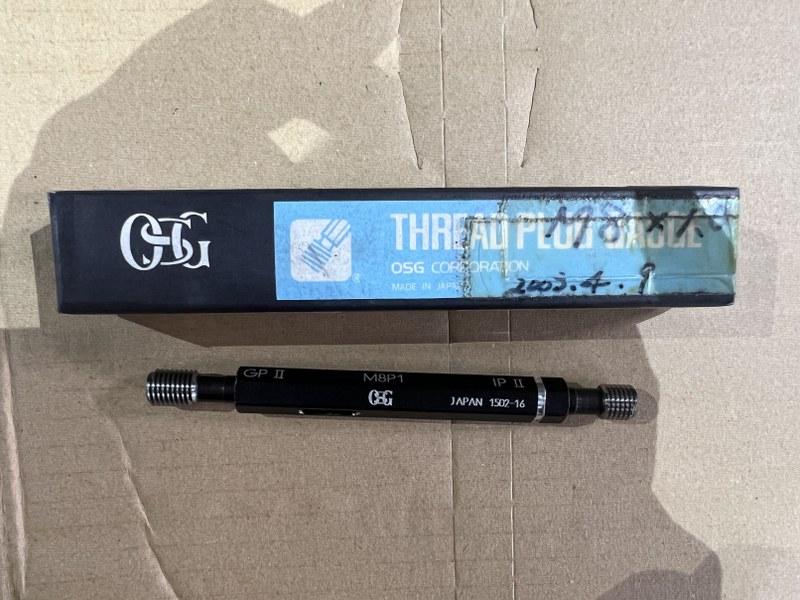 OSG
THREAD PLUG GAUGE
OSG CORPORATION
MADE IN JAPAN
M8 x 1
2003.4.9
GP II
M8P1
IP II
OSG
JAPAN 1502-16